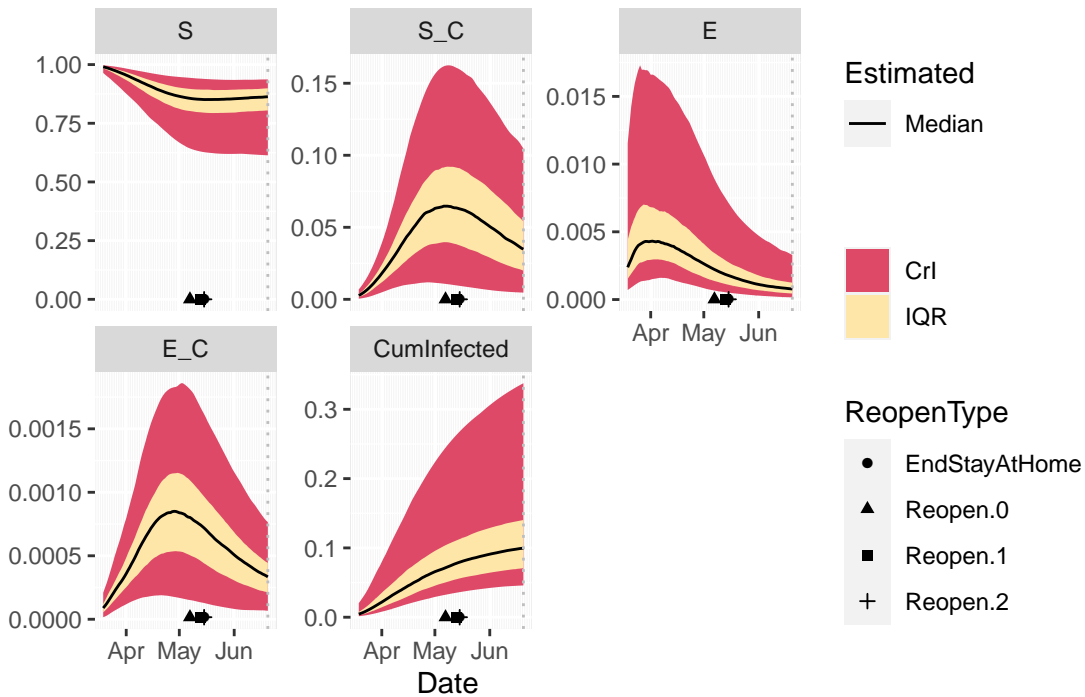 S
S_C
E
1.00
0.75
0.50
0.25
0.00
0.15
0.10
0.05
0.00
0.015
0.010
0.005
0.000
Apr May Jun
E_C
CumInfected
0.0015
0.0010
0.0005
0.0000
Apr May Jun
0.3
0.2
0.1
0.0
Apr May Jun
Date
Estimated
Median
CrI
IQR
ReopenType
EndStayAtHome
Reopen.0
Reopen.1
Reopen.2